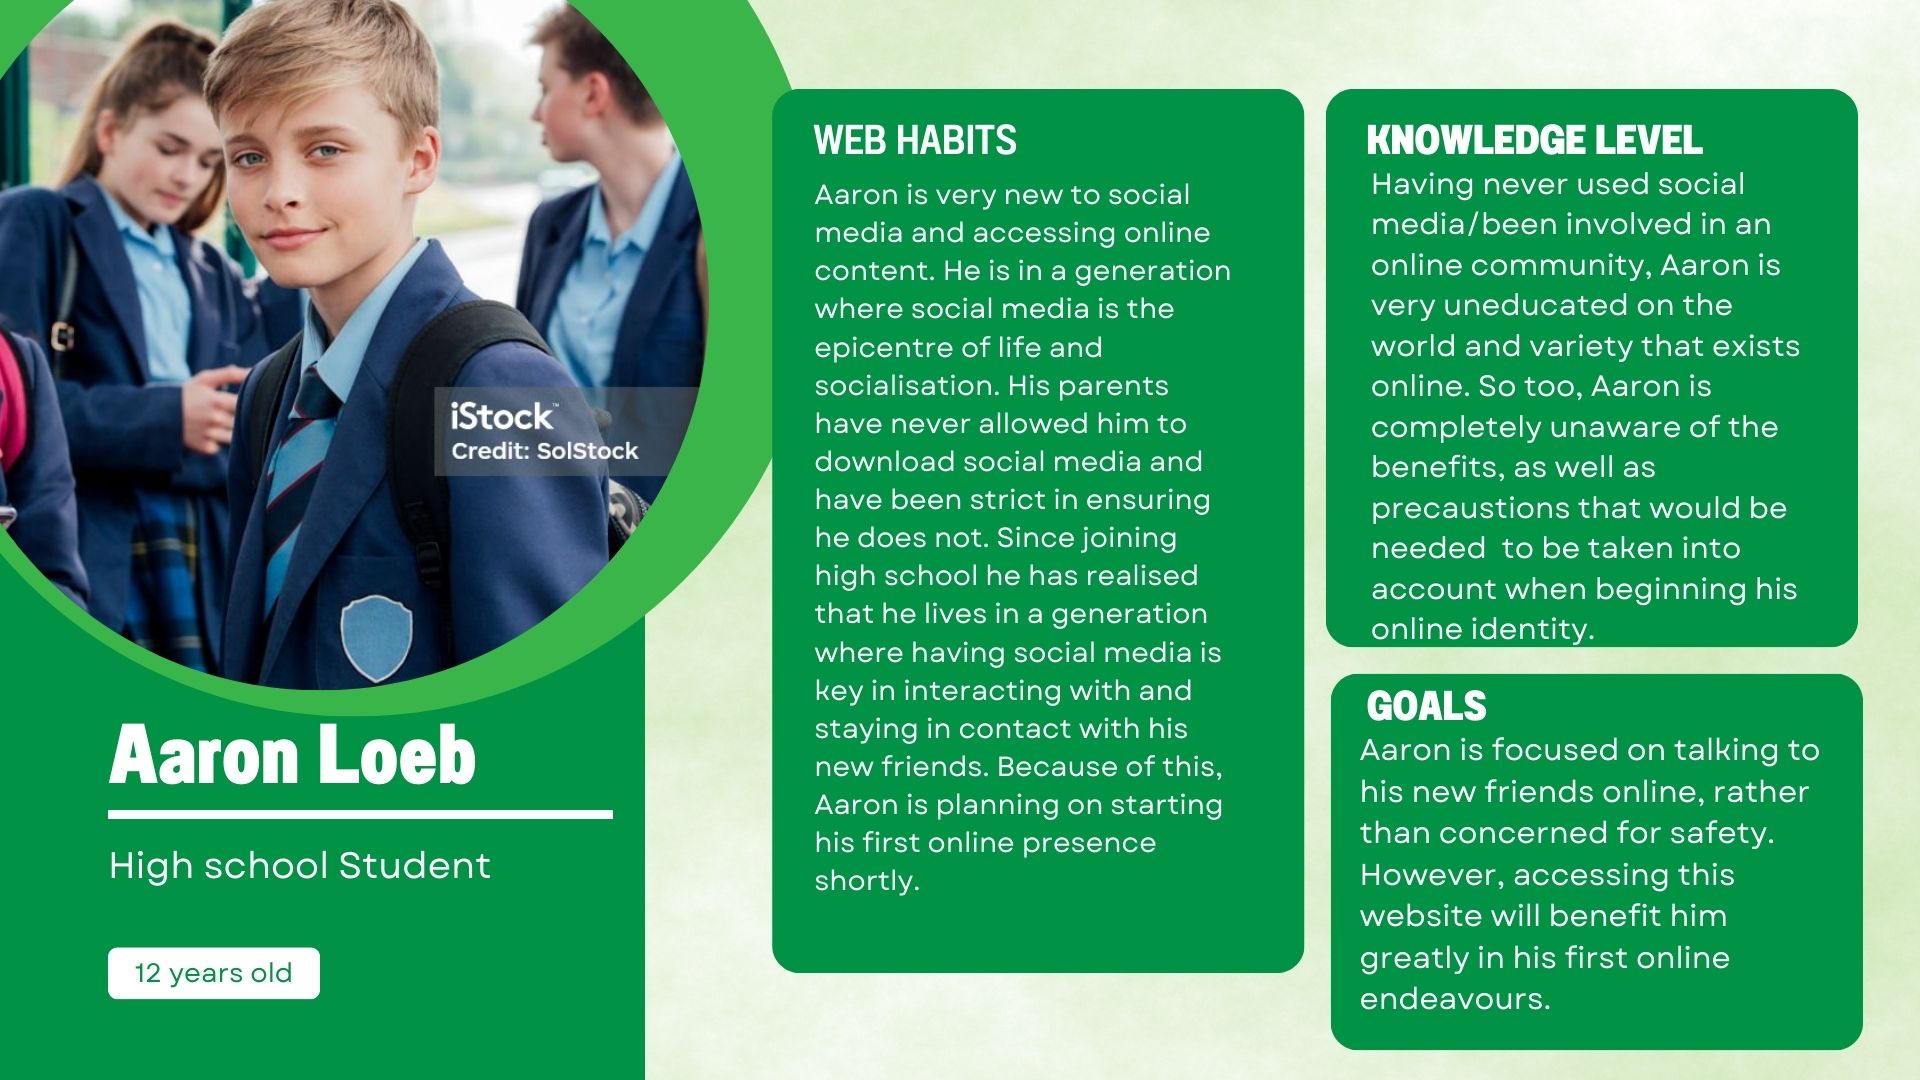 iStock™
Credit: SolStock
Aaron Loeb
High school Student
12 years old
WEB HABITS
Aaron is very new to social
media and accessing online
content. He is in a generation
where social media is the
epicentre of life and
socialisation. His parents
have never allowed him to
download social media and
have been strict in ensuring
he does not. Since joining
high school he has realised
that he lives in a generation
where having social media is
key in interacting with and
staying in contact with his
new friends. Because of this,
Aaron is planning on starting
his first online presence
shortly.
KNOWLEDGE LEVEL
Having never used social
media/been involved in an
online community, Aaron is
very uneducated on the
world and variety that exists
online. So too, Aaron is
completely unaware of the
benefits, as well as
precaustions that would be
needed  to be taken into
account when beginning his
online identity.
GOALS
Aaron is focused on talking to
his new friends online, rather
than concerned for safety.
However, accessing this
website will benefit him
greatly in his first online
endeavours.